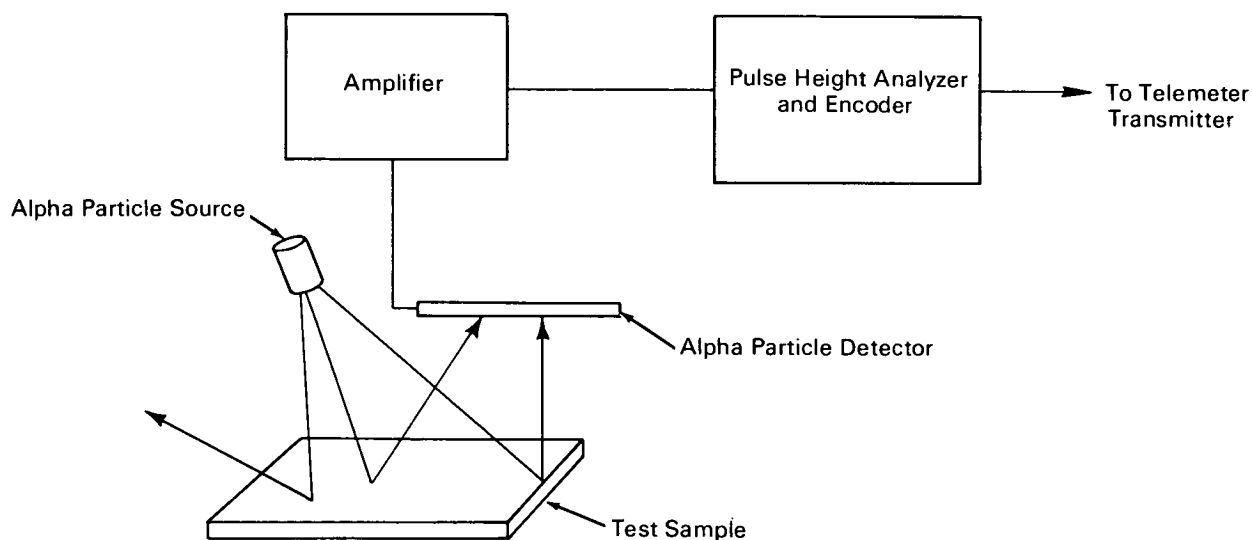 Amplifier
Pulse Height Analyzer
and Encoder
To Telemeter
Transmitter
Alpha Particle Source
Alpha Particle Detector
Test Sample